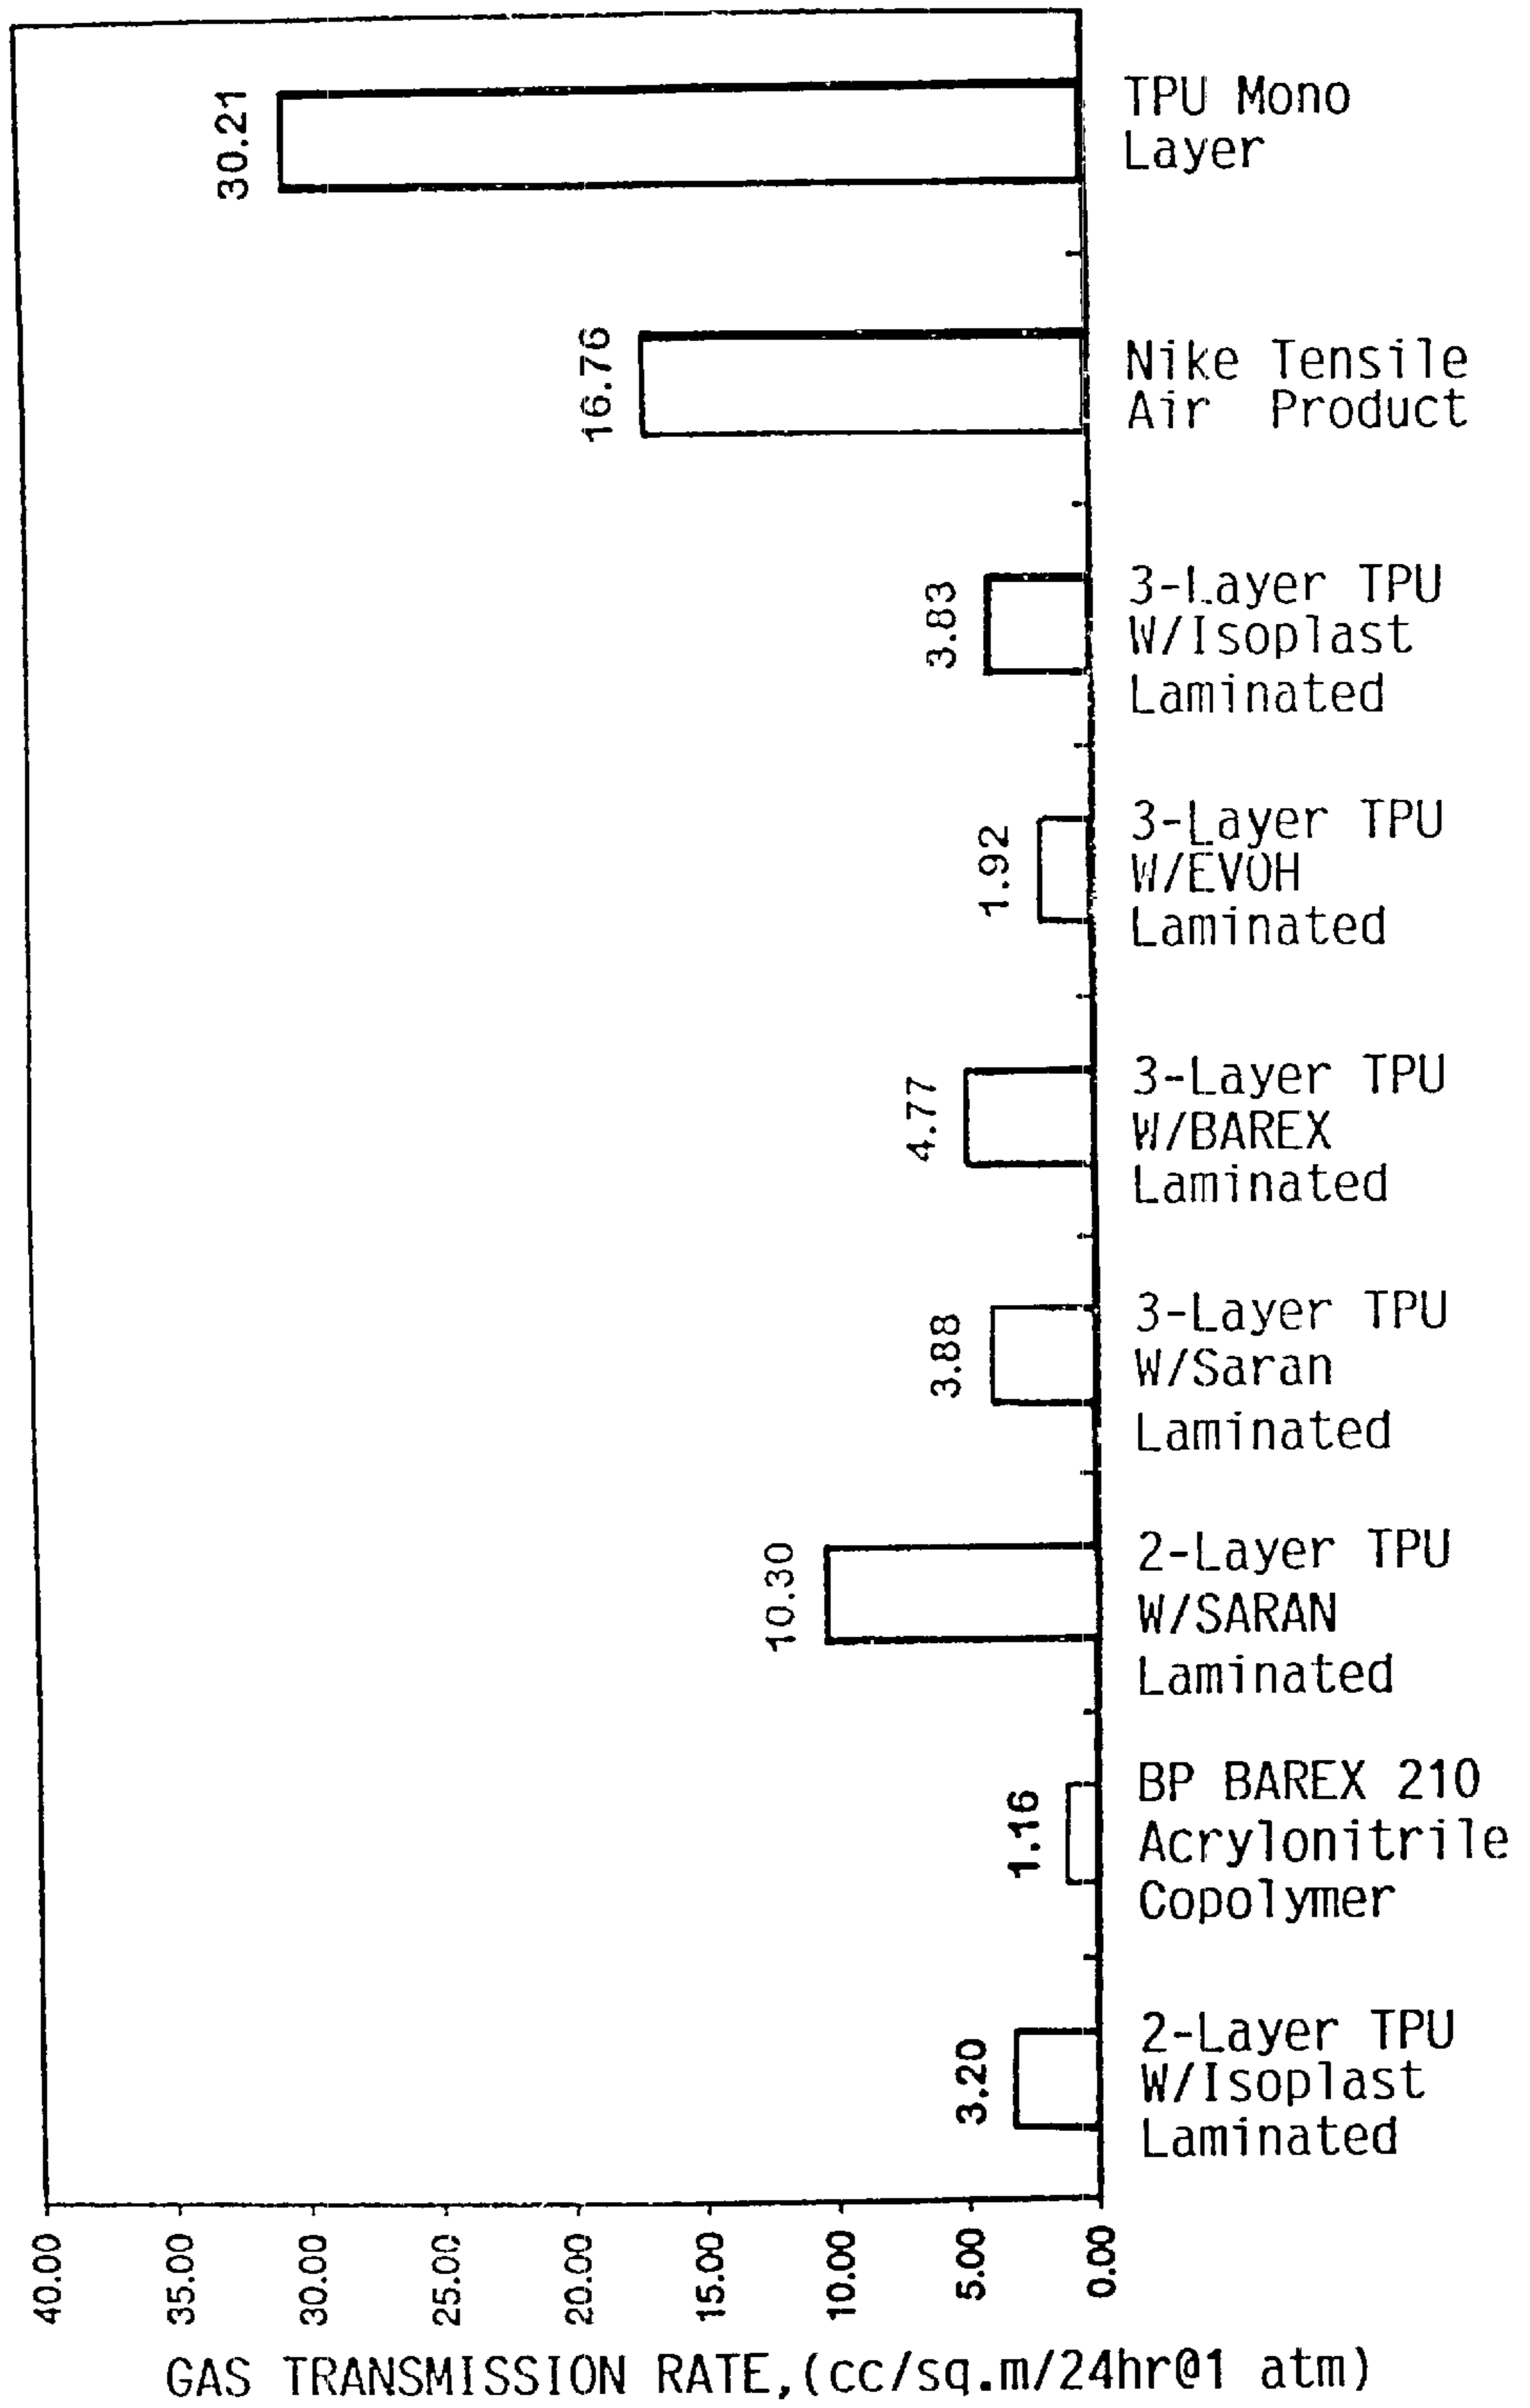 30.21
TPU Mono
Layer
16.76
Nike Tensile
Air Product
3.83
3-Layer TPU
W/Isoplast
Laminated
1.92
3-Layer TPU
W/EVOH
Laminated
4.77
3-Layer TPU
W/BAREX
Laminated
3.88
3-Layer TPU
W/Saran
Laminated
10.30
2-Layer TPU
W/SARAN
Laminated
1.16
BP BAREX 210
Acrylonitrile
Copolymer
3.20
2-Layer TPU
W/Isoplast
Laminated
40.00
35.00
30.00
25.00
20.00
15.00
10.00
5.00
0.00
GAS TRANSMISSION RATE,(cc/sq.m/24hr@1 atm)